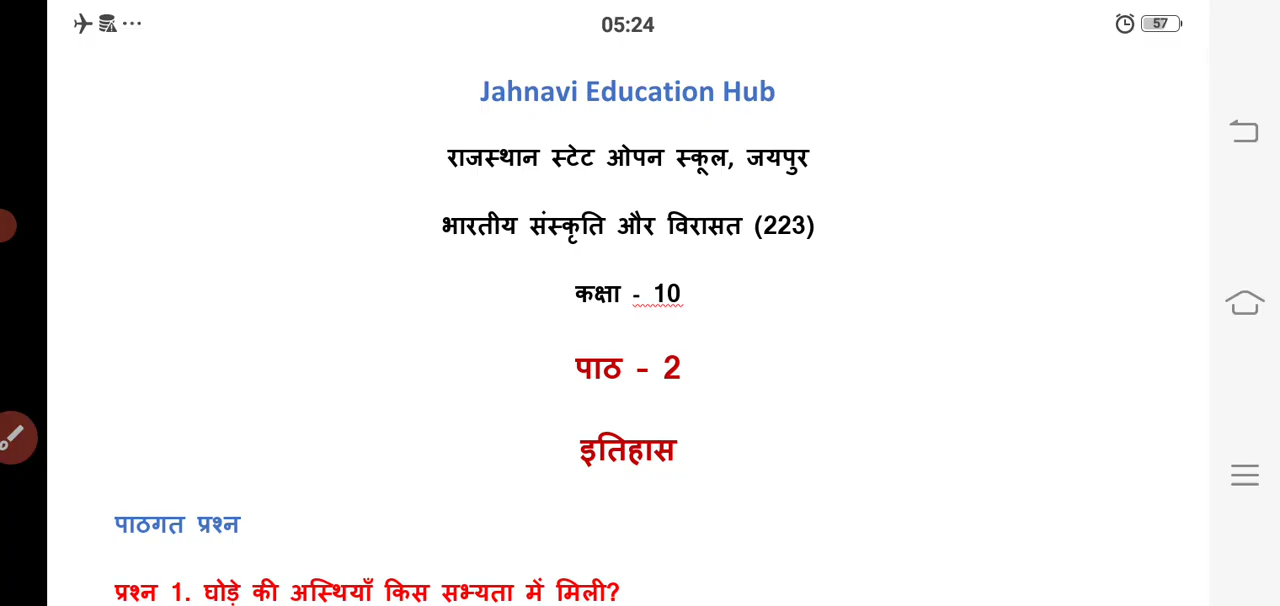 05:24
57
Jahnavi Education Hub
राजस्थान स्टेट ओपन स्कूल, जयपुर
भारतीय संस्कृति और विरासत (223)
कक्षा - 10
पाठ - 2
इतिहास
पाठगत प्रश्न
प्रश्न 1. घोड़े की अस्थियाँ किस सभ्यता में मिली?